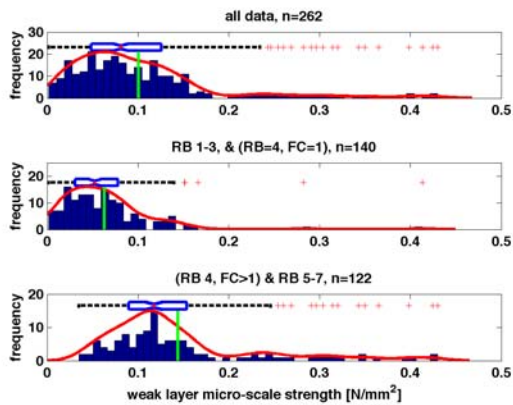 all data, n=262
30
20
10
0
frequency
0 0.1 0.2 0.3 0.4 0.5
RB 1-3, & (RB=4, FC=1), n=140
20
10
0
frequency
0 0.1 0.2 0.3 0.4 0.5
(RB 4, FC>1) & RB 5-7, n=122
20
10
0
frequency
0 0.1 0.2 0.3 0.4 0.5
weak layer micro-scale strength [N/mm²]